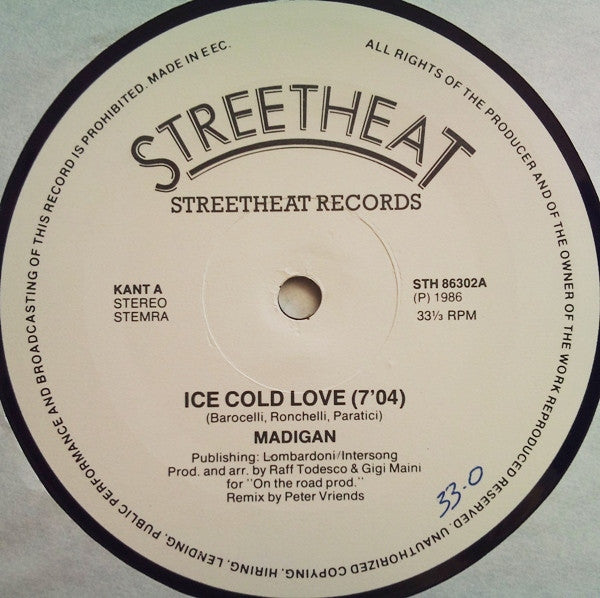 STREETHEAT
STREETHEAT RECORDS
KANT A
STEREO
STEMRA
STH 86302A
(P) 1986
33⅓ RPM
ICE COLD LOVE (7'04)
(Barocelli, Ronchelli, Paratici)
MADIGAN
Publishing: Lombardoni/Intersong
Prod. and arr. by Raff Todesco & Gigi Maini
for "On the road prod."
Remix by Peter Vriends
33.0
ALL RIGHTS OF THE PRODUCER AND OF THE OWNER OF THE WORK REPRODUCED RESERVED. UNAUTHORIZED COPYING, HIRING, LENDING, PUBLIC PERFORMANCE AND BROADCASTING OF THIS RECORD IS PROHIBITED. MADE IN EEC.